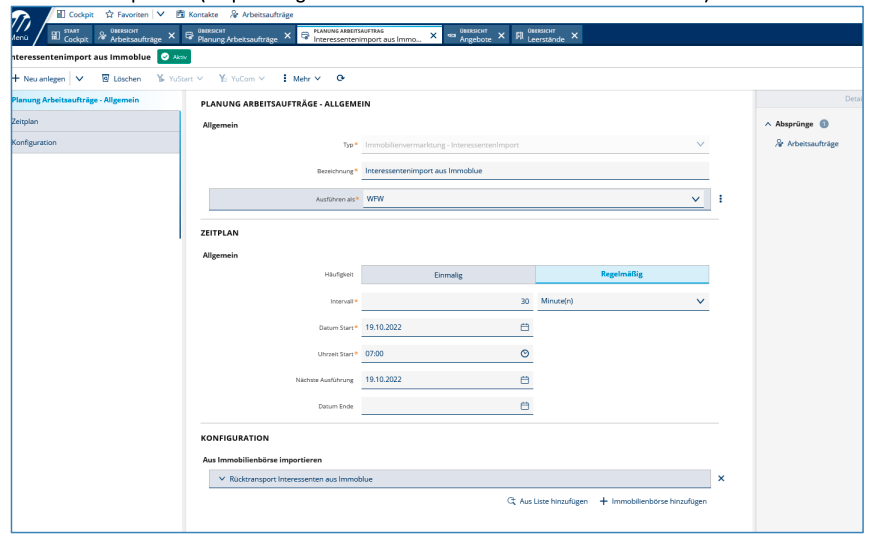 Cockpit Favoriten Kontakte Arbeitsaufträge
Menü START Cockpit ÜBERSICHT Arbeitsaufträge ÜBERSICHT Planung Arbeitsaufträge PLANUNG ARBEITSAUFTRAG Interessentenimport aus Immo... ÜBERSICHT Angebote ÜBERSICHT Leerstände
nteressentenimport aus Immoblue Aktiv
Neu anlegen Löschen YuStart YuCom Mehr
Planung Arbeitsaufträge - Allgemein
Zeitplan
Konfiguration
PLANUNG ARBEITSAUFTRÄGE - ALLGEMEIN
Allgemein
Typ* Immobilienvermarktung - InteressentenImport
Bezeichnung* Interessentenimport aus Immoblue
Ausführen als* WFW
ZEITPLAN
Allgemein
Häufigkeit Einmalig Regelmäßig
Intervall* 30 Minute(n)
Datum Start* 19.10.2022
Uhrzeit Start* 07:00
Nächste Ausführung 19.10.2022
Datum Ende
KONFIGURATION
Aus Immobilienbörse importieren
Rücktransport Interessenten aus Immoblue
Aus Liste hinzufügen + Immobilienbörse hinzufügen
Detai
Absprünge 1
Arbeitsaufträge